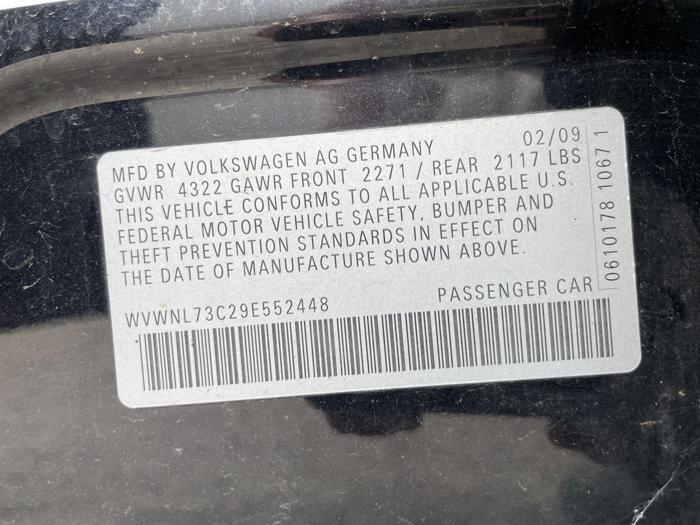 MFD BY VOLKSWAGEN AG GERMANY 02/09
GVWR 4322 GAWR FRONT 2271 / REAR 2117 LBS
THIS VEHICLE CONFORMS TO ALL APPLICABLE U.S.
FEDERAL MOTOR VEHICLE SAFETY, BUMPER AND
THEFT PREVENTION STANDARDS IN EFFECT ON
THE DATE OF MANUFACTURE SHOWN ABOVE.
WVWNL73C29E552448 PASSENGER CAR
0610178 1067 1